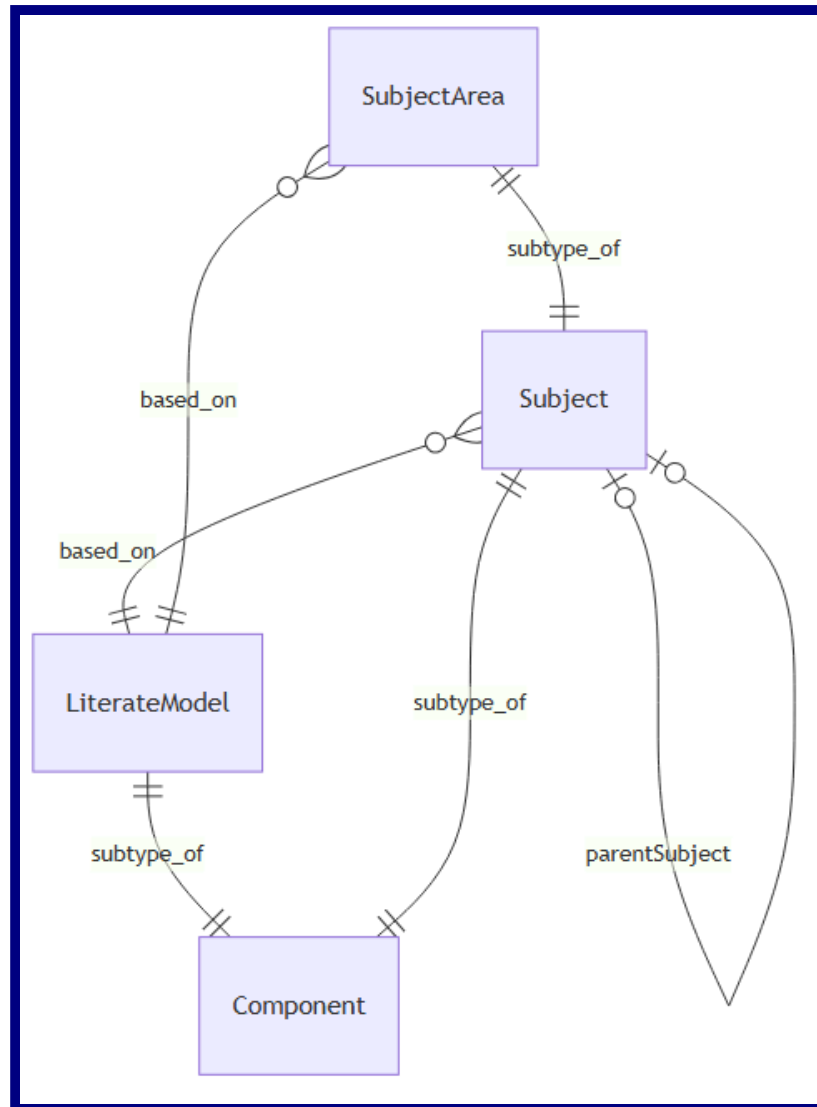 SubjectArea
subtype_of
Subject
based_on
based_on
LiterateModel
subtype_of
subtype_of
parentSubject
Component